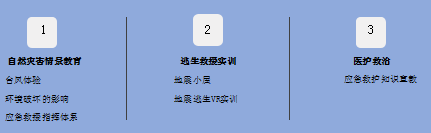 1
自然灾害情景教育
台风体验
环境破坏的影响
应急救援指挥体系
2
逃生救援实训
地震小屋
地震逃生VR实训
3
医护救治
应急救护知识宣教